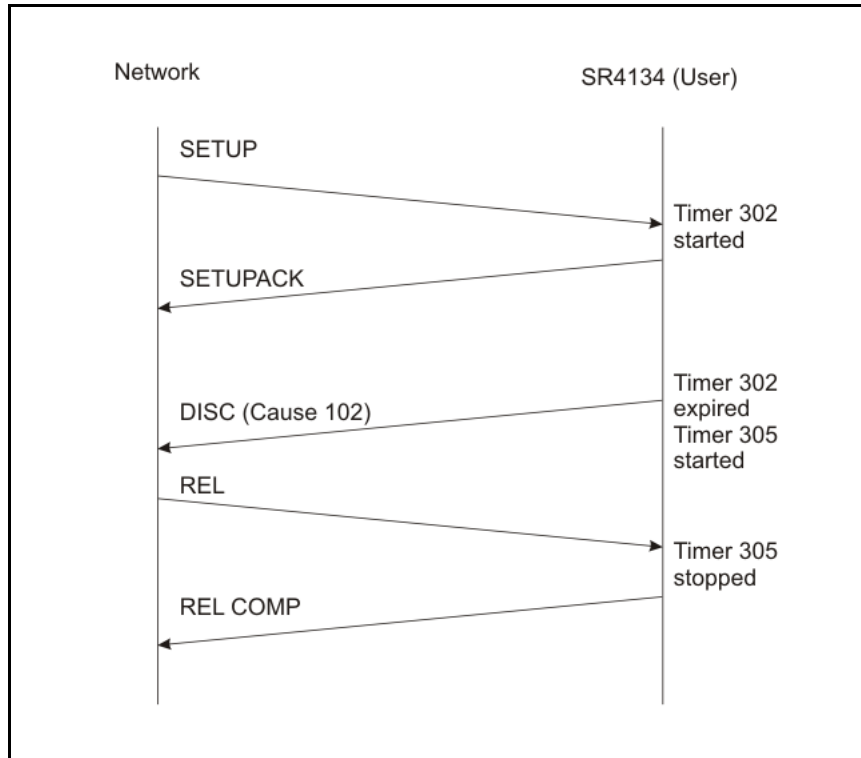 Network
SR4134 (User)
SETUP
Timer 302
started
SETUPACK
Timer 302
expired
DISC (Cause 102)
Timer 305
started
REL
Timer 305
stopped
REL COMP